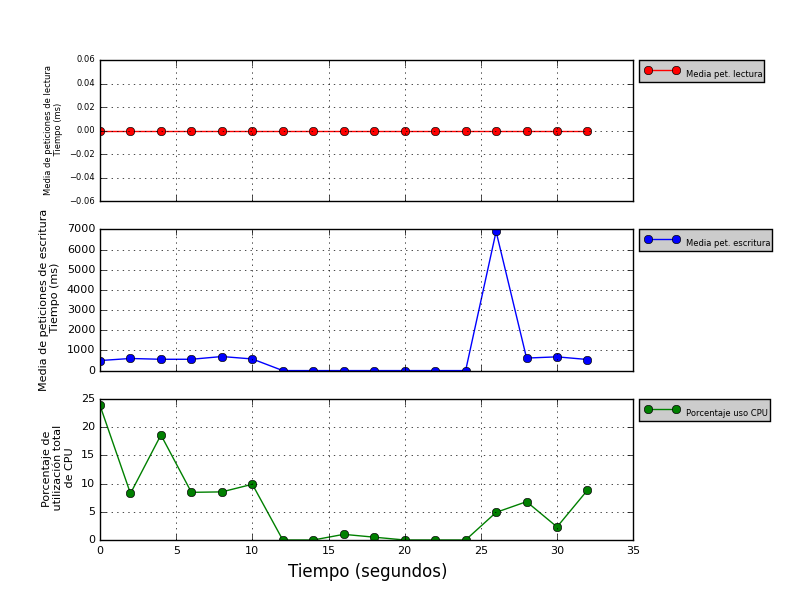 Media de peticiones de lectura
Tiempo (ms)
0.06
0.04
0.02
0.00
−0.02
−0.04
−0.06
Media pet. lectura
Media de peticiones de escritura
Tiempo (ms)
7000
6000
5000
4000
3000
2000
1000
0
Media pet. escritura
Porcentaje de
utilización total
de CPU
25
20
15
10
5
0
Porcentaje uso CPU
0 5 10 15 20 25 30 35
Tiempo (segundos)